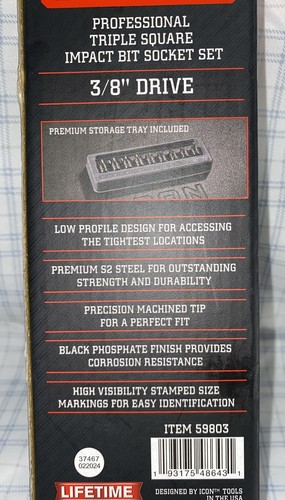 PROFESSIONAL
TRIPLE SQUARE
IMPACT BIT SOCKET SET
3/8" DRIVE
PREMIUM STORAGE TRAY INCLUDED
ICON
LOW PROFILE DESIGN FOR ACCESSING
THE TIGHTEST LOCATIONS
PREMIUM S2 STEEL FOR OUTSTANDING
STRENGTH AND DURABILITY
PRECISION MACHINED TIP
FOR A PERFECT FIT
BLACK PHOSPHATE FINISH PROVIDES
CORROSION RESISTANCE
HIGH VISIBILITY STAMPED SIZE
MARKINGS FOR EASY IDENTIFICATION
ITEM 59803
37467
022024
1 93175 48643 1
LIFETIME
DESIGNED BY ICON™ TOOLS
IN THE USA